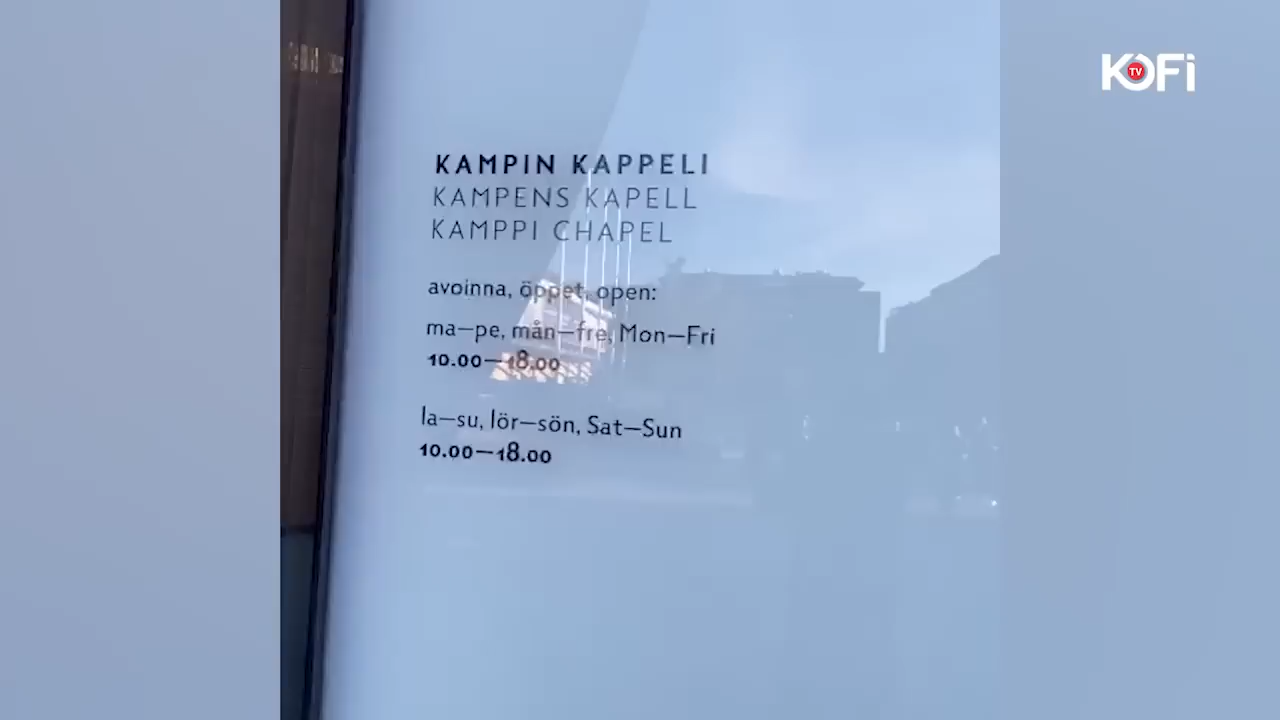 KOFi
TV
KAMPIN KAPPELI
KAMPENS KAPELL
KAMPPI CHAPEL
avoinna, öppet, open:
ma–pe, mån–fre, Mon–Fri
10.00–18.00
la–su, lör–sön, Sat–Sun
10.00–18.00